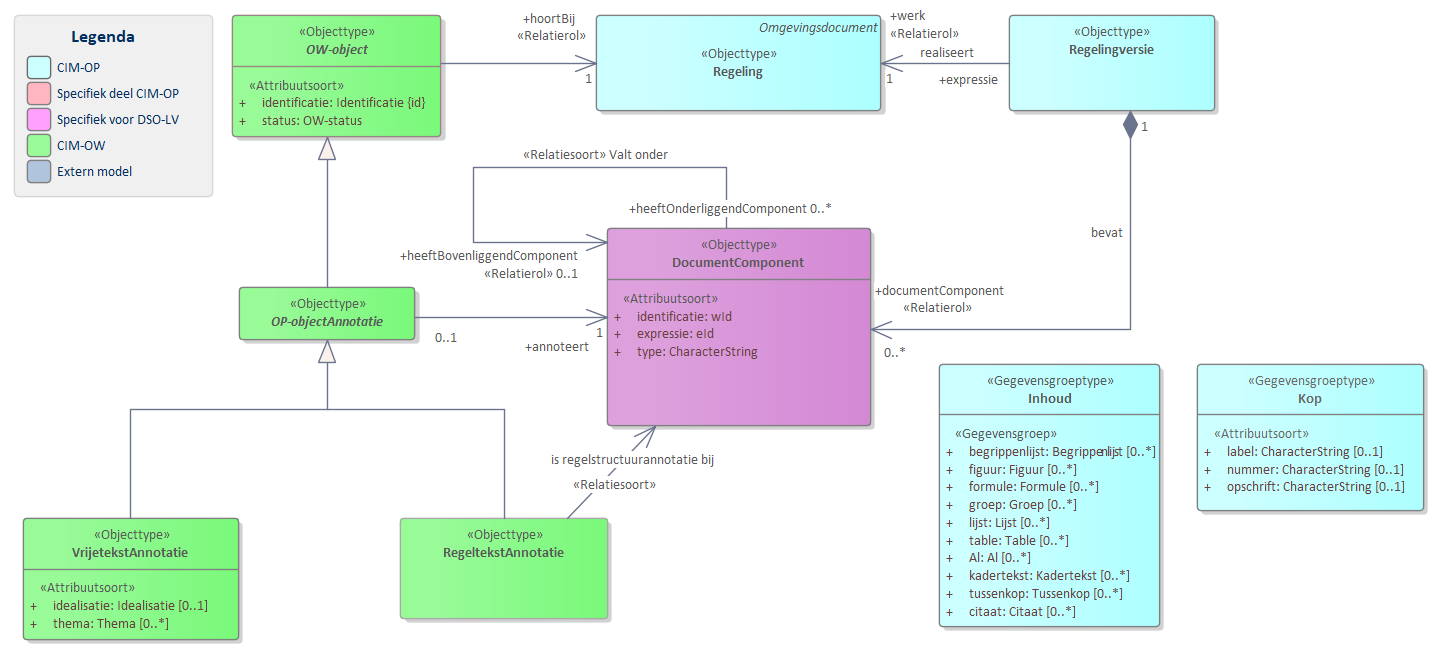 Legenda
CIM-OP
Specifiek deel CIM-OP
Specifiek voor DSO-LV
CIM-OW
Extern model
«Objecttype»
OW-object
«Attribuutsoort»
+ identificatie: Identificatie {id}
+ status: OW-status
+hoortBij
«Relatierol»
1
Omgevingsdocument
«Objecttype»
Regeling
+werk
«Relatierol»
realiseert
1
+expressie
«Objecttype»
Regelingversie
1
bevat
«Relatiesoort» Valt onder
+heeftOnderliggendComponent 0..*
+heeftBovenliggendComponent
«Relatierol» 0..1
«Objecttype»
DocumentComponent
«Attribuutsoort»
+ identificatie: wId
+ expressie: eId
+ type: CharacterString
+documentComponent
«Relatierol»
0..*
«Objecttype»
OP-objectAnnotatie
0..1
1
+annoteert
is regelstructuurannotatie bij
«Relatiesoort»
«Objecttype»
VrijetekstAnnotatie
«Attribuutsoort»
+ idealisatie: Idealisatie [0..1]
+ thema: Thema [0..*]
«Objecttype»
RegeltekstAnnotatie
«Gegevensgroeptype»
Inhoud
«Gegevensgroep»
+ begrippenlijst: Begrippenlijst [0..*]
+ figuur: Figuur [0..*]
+ formule: Formule [0..*]
+ groep: Groep [0..*]
+ lijst: Lijst [0..*]
+ table: Table [0..*]
+ Al: Al [0..*]
+ kadertekst: Kadertekst [0..*]
+ tussenkop: Tussenkop [0..*]
+ citaat: Citaat [0..*]
«Gegevensgroeptype»
Kop
«Attribuutsoort»
+ label: CharacterString [0..1]
+ nummer: CharacterString [0..1]
+ opschrift: CharacterString [0..1]